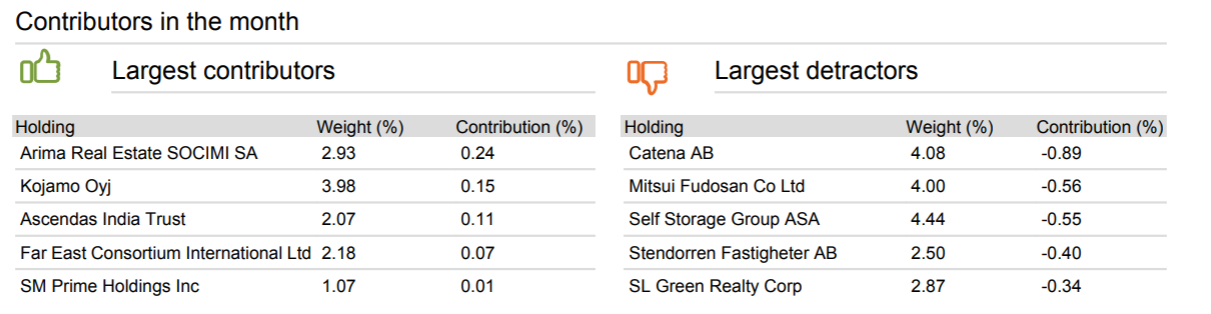 Contributors in the month
Largest contributors
Holding Weight (%) Contribution (%)
Arima Real Estate SOCIMI SA 2.93 0.24
Kojamo Oyj 3.98 0.15
Ascendas India Trust 2.07 0.11
Far East Consortium International Ltd 2.18 0.07
SM Prime Holdings Inc 1.07 0.01
Largest detractors
Holding Weight (%) Contribution (%)
Catena AB 4.08 -0.89
Mitsui Fudosan Co Ltd 4.00 -0.56
Self Storage Group ASA 4.44 -0.55
Stendorren Fastigheter AB 2.50 -0.40
SL Green Realty Corp 2.87 -0.34